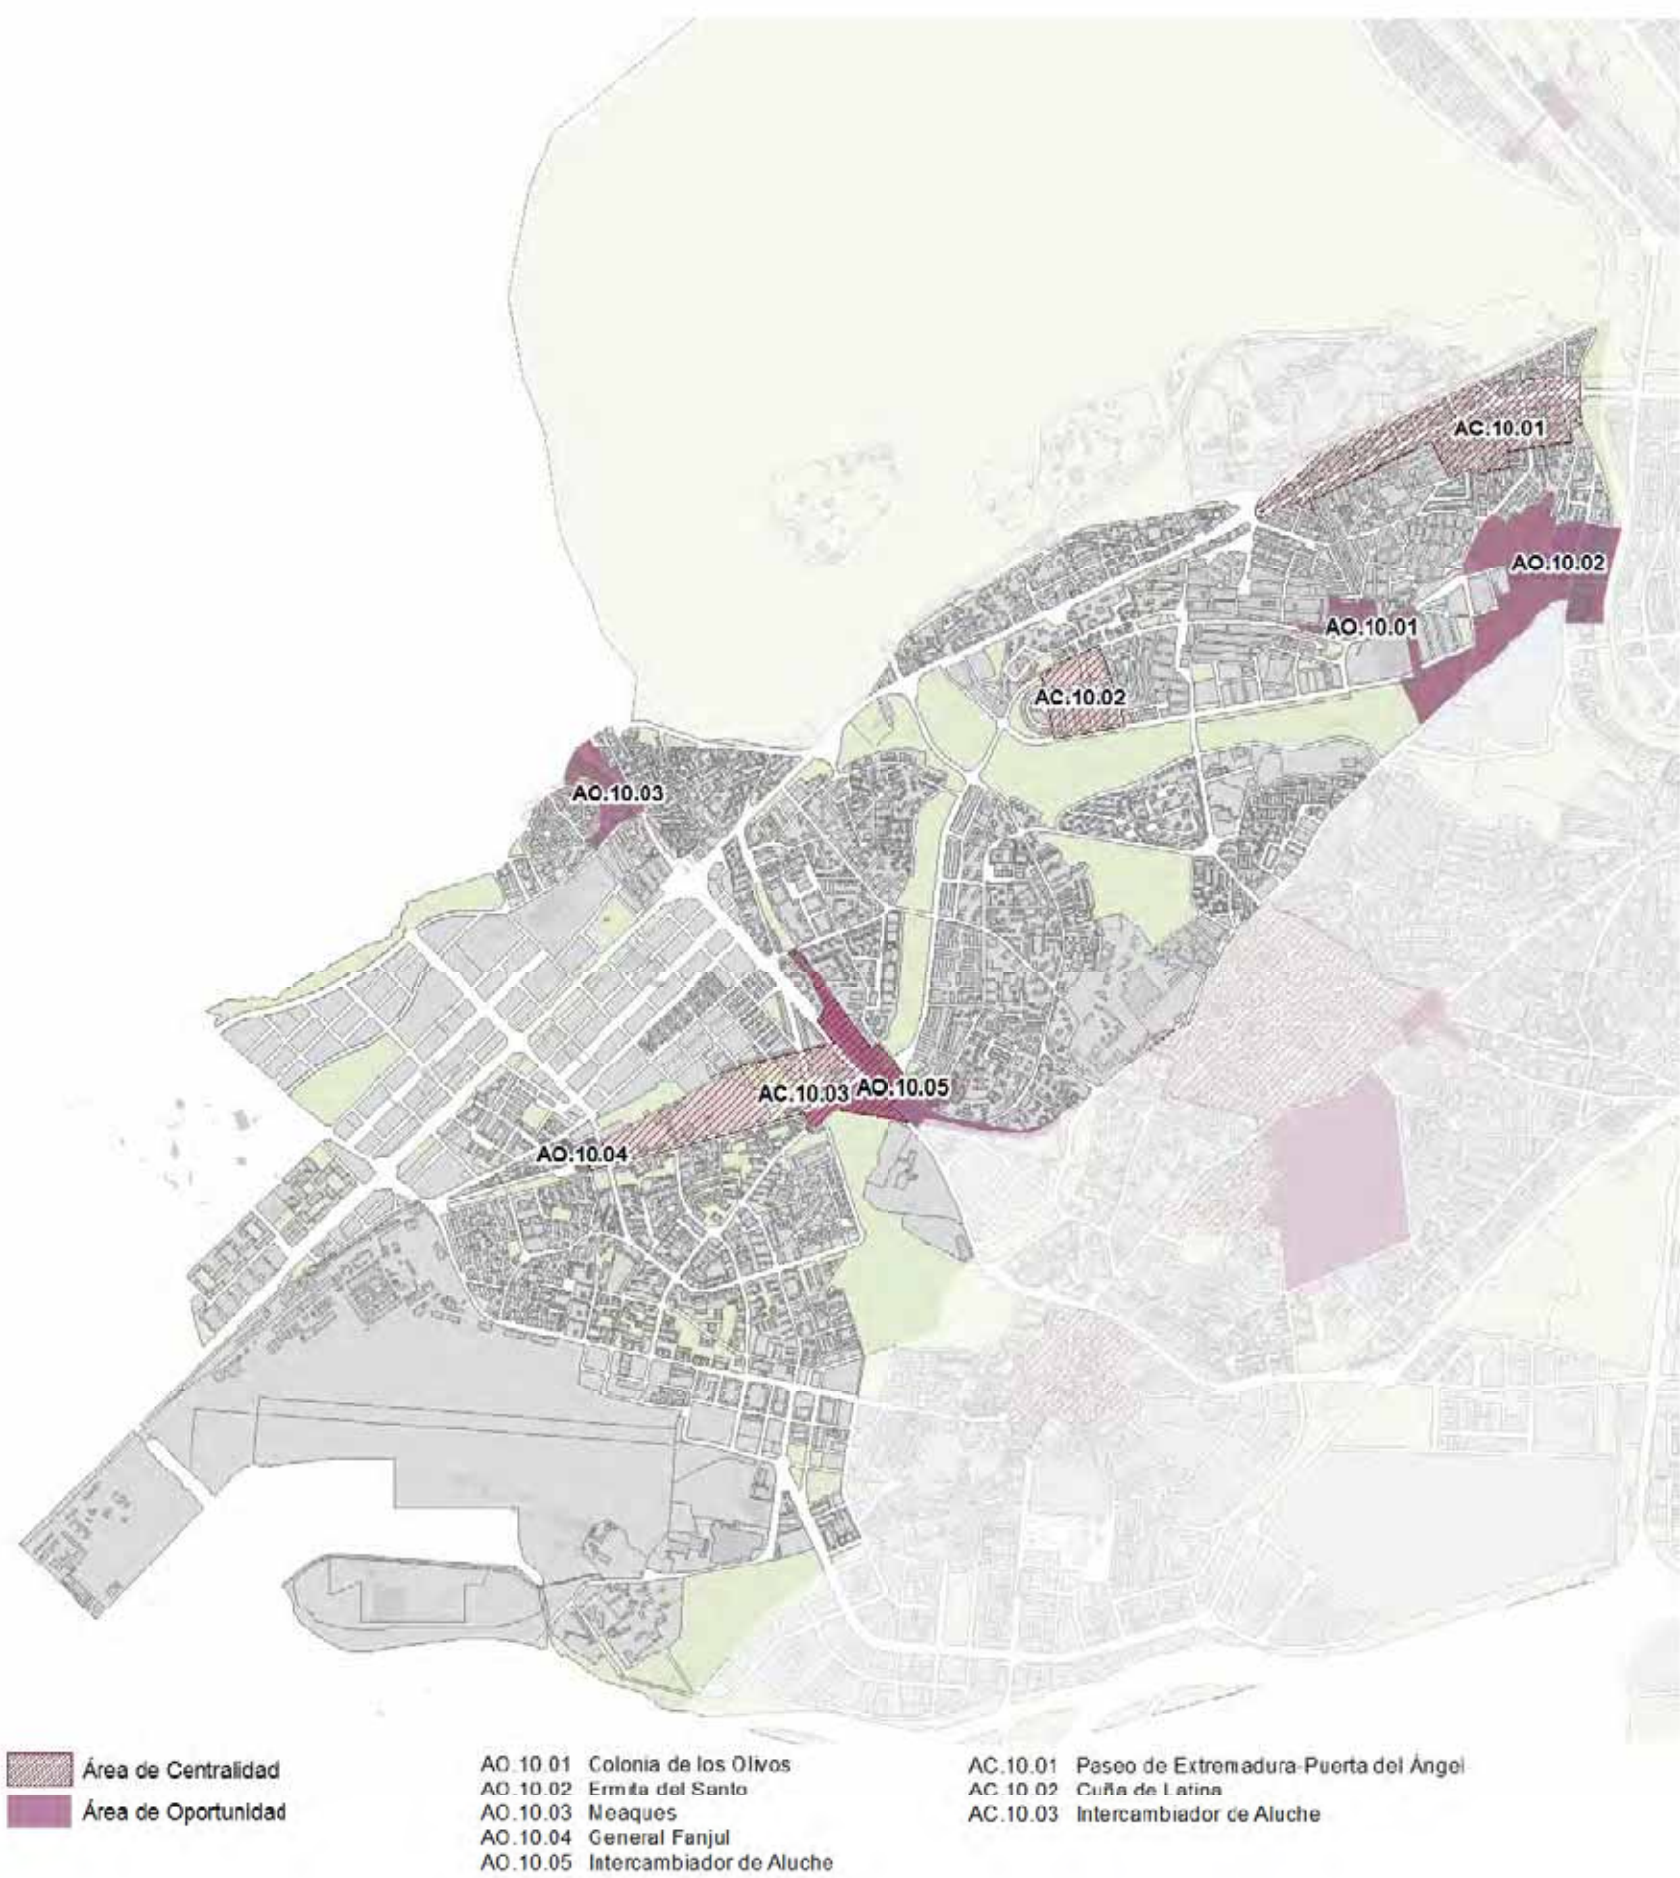 AC.10.01
AO.10.02
AO.10.01
AC.10.02
AO.10.03
AC.10.03 AO.10.05
AO.10.04
Área de Centralidad
Área de Oportunidad
AO.10.01 Colonia de los Olivos
AO.10.02 Ermita del Santo
AO.10.03 Meaques
AO.10.04 General Fanjul
AO.10.05 Intercambiador de Aluche
AC.10.01 Paseo de Extremadura-Puerta del Ángel
AC.10.02 Cuña de Latina
AC.10.03 Intercambiador de Aluche